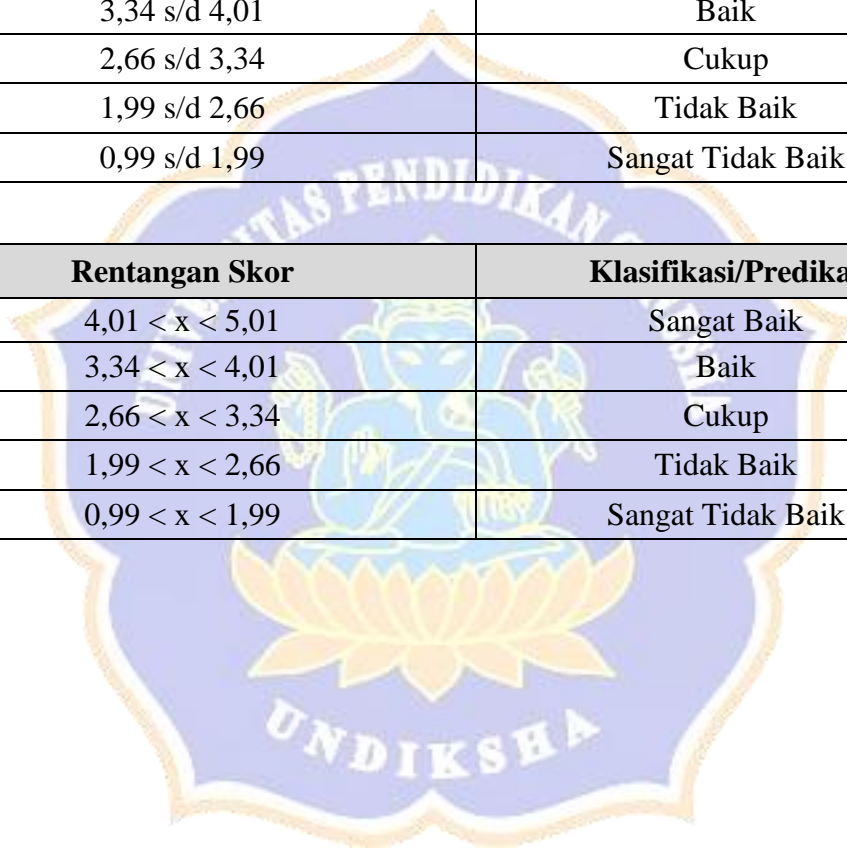 3,34 s/d 4,01 Baik
2,66 s/d 3,34 Cukup
1,99 s/d 2,66 Tidak Baik
0,99 s/d 1,99 Sangat Tidak Baik
Rentangan Skor Klasifikasi/Predika
4,01 < x < 5,01 Sangat Baik
3,34 < x < 4,01 Baik
2,66 < x < 3,34 Cukup
1,99 < x < 2,66 Tidak Baik
0,99 < x < 1,99 Sangat Tidak Baik
PENDIDIKAN
UNDIKSHA